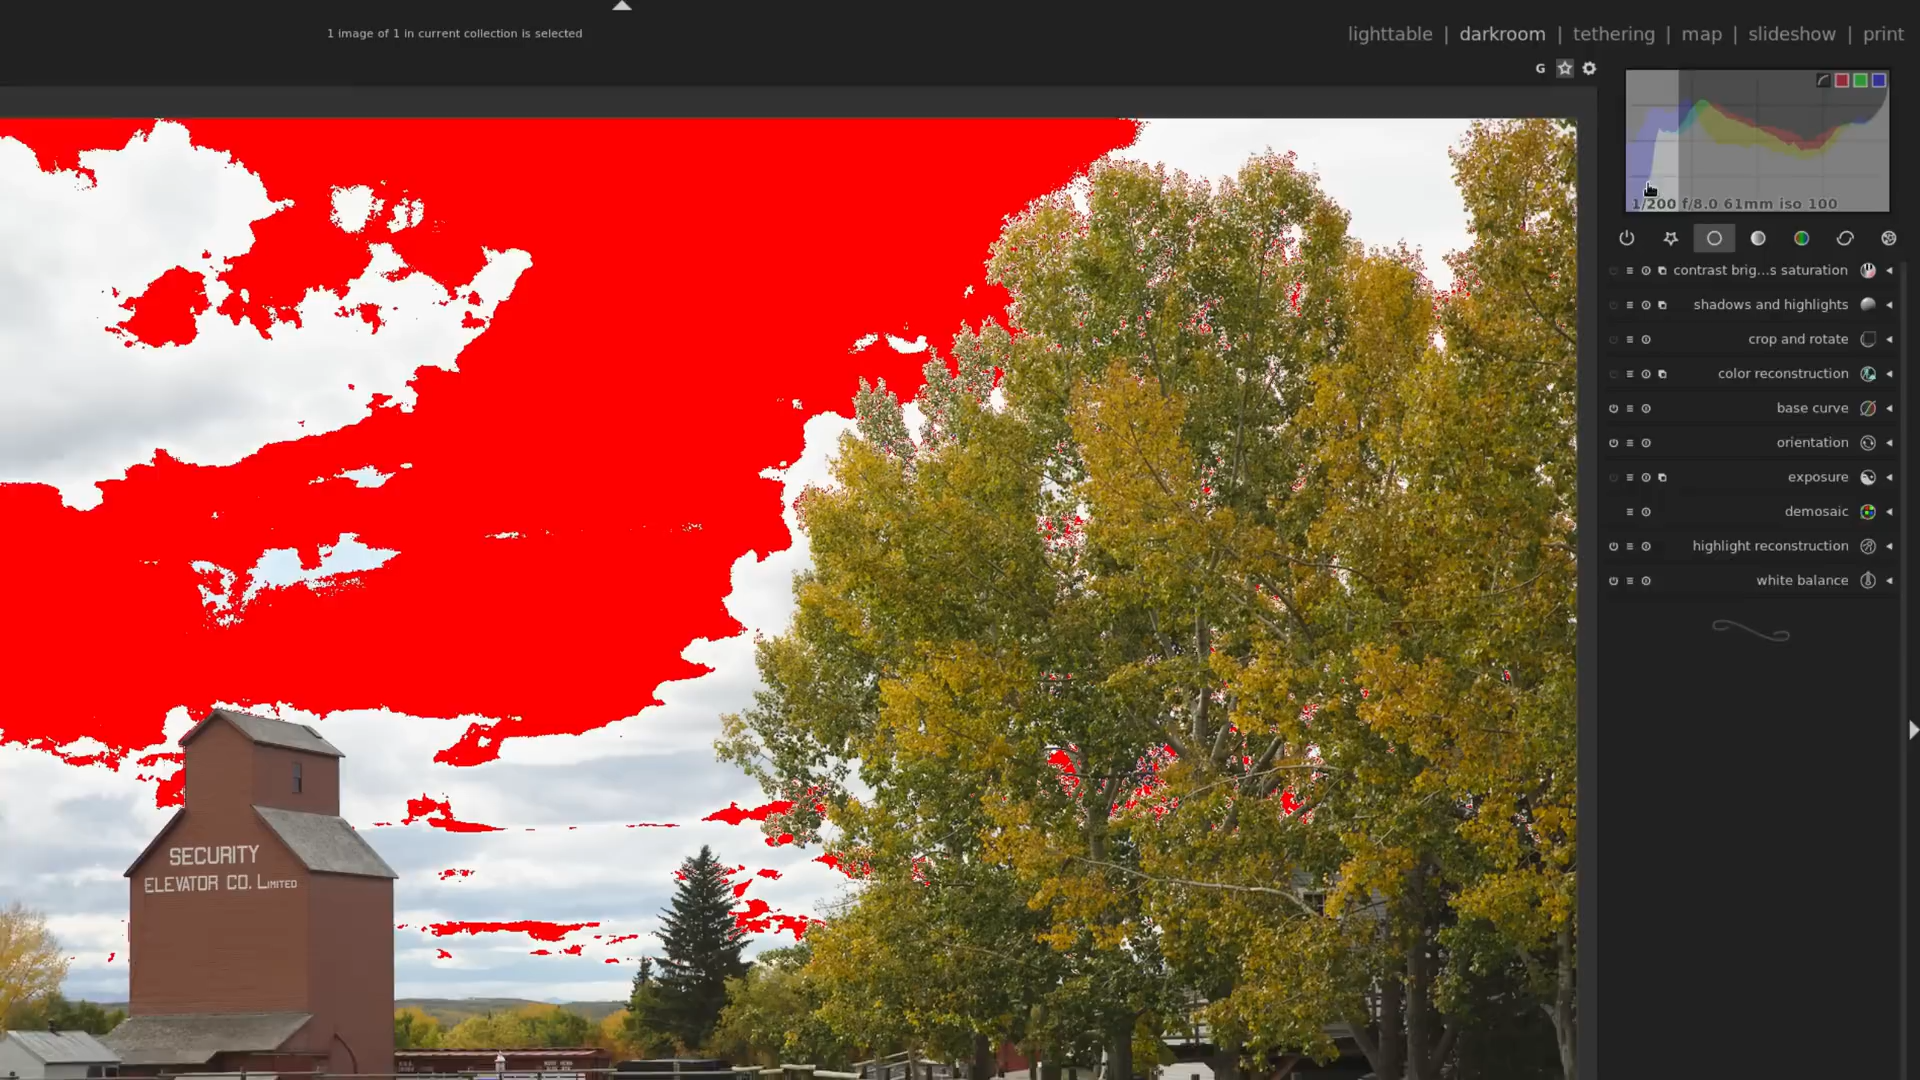 1 image of 1 in current collection is selected
lighttable | darkroom | tethering | map | slideshow | print
G
1/200 f/8.0 61mm iso 100
contrast brig...s saturation
shadows and highlights
crop and rotate
color reconstruction
base curve
orientation
exposure
demosaic
highlight reconstruction
white balance
SECURITY
ELEVATOR CO. LIMITED